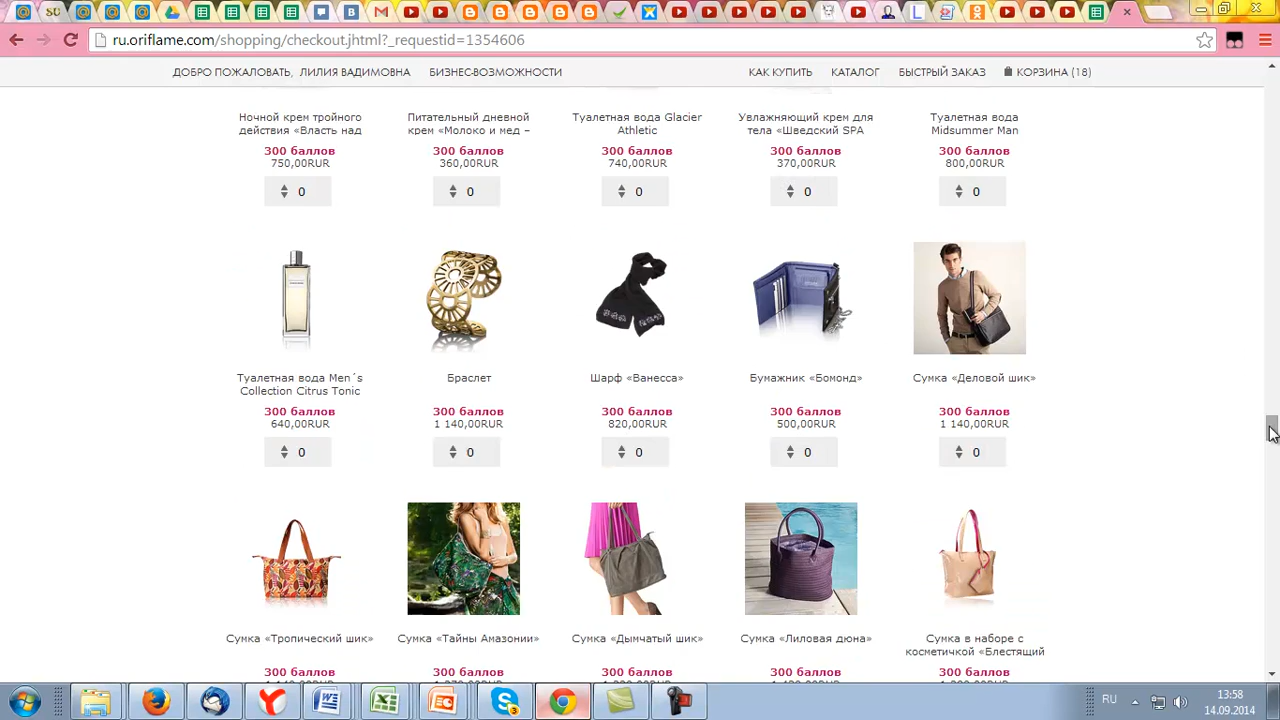 ru.oriflame.com/shopping/checkout.jhtml?_requestid=1354606
ДОБРО ПОЖАЛОВАТЬ, ЛИЛИЯ ВАДИМОВНА БИЗНЕС-ВОЗМОЖНОСТИ КАК КУПИТЬ КАТАЛОГ БЫСТРЫЙ ЗАКАЗ КОРЗИНА (18)
Ночной крем тройного
действия «Власть над
300 баллов
750,00RUR
0
Питательный дневной
крем «Молоко и мед –
300 баллов
360,00RUR
0
Туалетная вода Glacier
Athletic
300 баллов
740,00RUR
0
Увлажняющий крем для
тела «Шведский SPA
300 баллов
370,00RUR
0
Туалетная вода
Midsummer Man
300 баллов
800,00RUR
0
Туалетная вода Men´s
Collection Citrus Tonic
300 баллов
640,00RUR
0
Браслет
300 баллов
1 140,00RUR
0
Шарф «Ванесса»
300 баллов
820,00RUR
0
Бумажник «Бомонд»
300 баллов
500,00RUR
0
Сумка «Деловой шик»
300 баллов
1 140,00RUR
0
Сумка «Тропический шик»
300 баллов
Сумка «Тайны Амазонии»
300 баллов
Сумка «Дымчатый шик»
300 баллов
Сумка «Лиловая дюна»
300 баллов
Сумка в наборе с
косметичкой «Блестящий
300 баллов
RU
13:58
14.09.2014